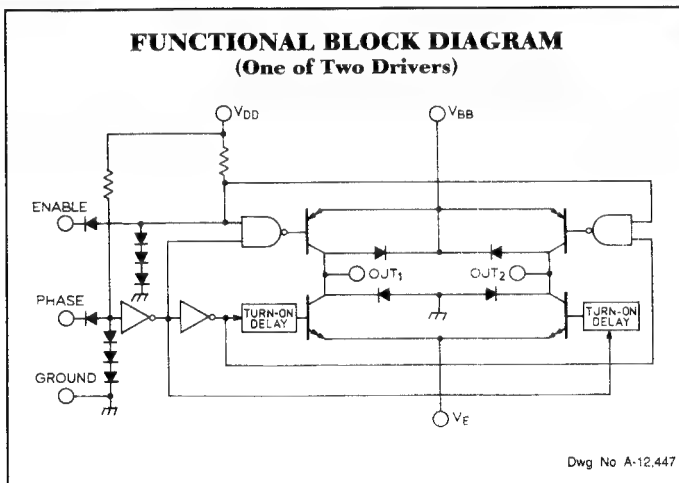 FUNCTIONAL BLOCK DIAGRAM
(One of Two Drivers)
VDD
VBB
ENABLE
OUT1
OUT2
PHASE
TURN-ON
DELAY
TURN-ON
DELAY
GROUND
VE
Dwg No A-12,447